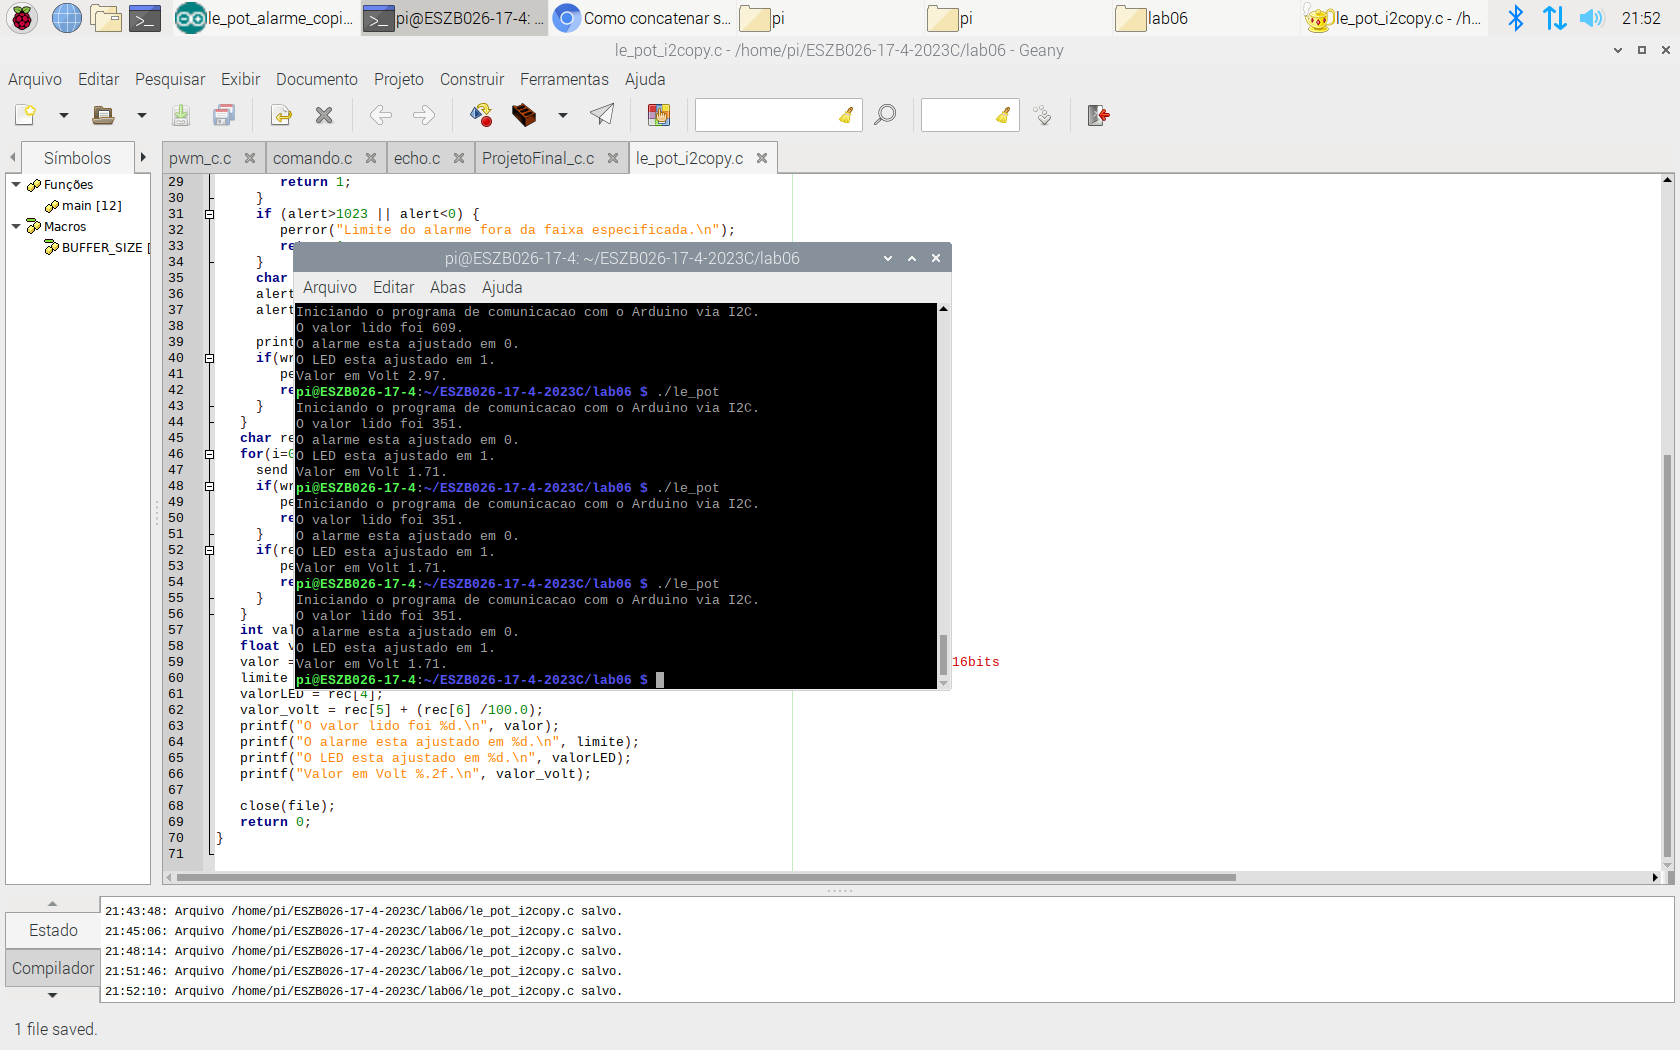 le_pot_alarme_copi...
pi@ESZB026-17-4: ...
Como concatenar s...
pi
pi
lab06
le_pot_i2copy.c - /h...
21:52
le_pot_i2copy.c - /home/pi/ESZB026-17-4-2023C/lab06 - Geany
Arquivo Editar Pesquisar Exibir Documento Projeto Construir Ferramentas Ajuda
Símbolos
pwm_c.c
comando.c
echo.c
ProjetoFinal_c.c
le_pot_i2copy.c
Funções
main [12]
Macros
BUFFER_SIZE [
29 return 1;
30 }
31 if (alert>1023 || alert<0) {
32 perror("Limite do alarme fora da faixa especificada.\n");
33 re
34 }
35 char
36 alert
37 alert
38
39 print
40 if(wr
41 pe
42 re
43 }
44 }
45 char re
46 for(i=0
47 send
48 if(wr
49 pe
50 re
51 }
52 if(re
53 pe
54 re
55 }
56 }
57 int val
58 float v
59 valor = 16bits
60 limite
61 valorLED = rec[4];
62 valor_volt = rec[5] + (rec[6] /100.0);
63 printf("O valor lido foi %d.\n", valor);
64 printf("O alarme esta ajustado em %d.\n", limite);
65 printf("O LED esta ajustado em %d.\n", valorLED);
66 printf("Valor em Volt %.2f.\n", valor_volt);
67
68 close(file);
69 return 0;
70 }
71
pi@ESZB026-17-4: ~/ESZB026-17-4-2023C/lab06
Arquivo Editar Abas Ajuda
Iniciando o programa de comunicacao com o Arduino via I2C.
O valor lido foi 609.
O alarme esta ajustado em 0.
O LED esta ajustado em 1.
Valor em Volt 2.97.
pi@ESZB026-17-4:~/ESZB026-17-4-2023C/lab06 $ ./le_pot
Iniciando o programa de comunicacao com o Arduino via I2C.
O valor lido foi 351.
O alarme esta ajustado em 0.
O LED esta ajustado em 1.
Valor em Volt 1.71.
pi@ESZB026-17-4:~/ESZB026-17-4-2023C/lab06 $ ./le_pot
Iniciando o programa de comunicacao com o Arduino via I2C.
O valor lido foi 351.
O alarme esta ajustado em 0.
O LED esta ajustado em 1.
Valor em Volt 1.71.
pi@ESZB026-17-4:~/ESZB026-17-4-2023C/lab06 $ ./le_pot
Iniciando o programa de comunicacao com o Arduino via I2C.
O valor lido foi 351.
O alarme esta ajustado em 0.
O LED esta ajustado em 1.
Valor em Volt 1.71.
pi@ESZB026-17-4:~/ESZB026-17-4-2023C/lab06 $
Estado
Compilador
21:43:48: Arquivo /home/pi/ESZB026-17-4-2023C/lab06/le_pot_i2copy.c salvo.
21:45:06: Arquivo /home/pi/ESZB026-17-4-2023C/lab06/le_pot_i2copy.c salvo.
21:48:14: Arquivo /home/pi/ESZB026-17-4-2023C/lab06/le_pot_i2copy.c salvo.
21:51:46: Arquivo /home/pi/ESZB026-17-4-2023C/lab06/le_pot_i2copy.c salvo.
21:52:10: Arquivo /home/pi/ESZB026-17-4-2023C/lab06/le_pot_i2copy.c salvo.
1 file saved.